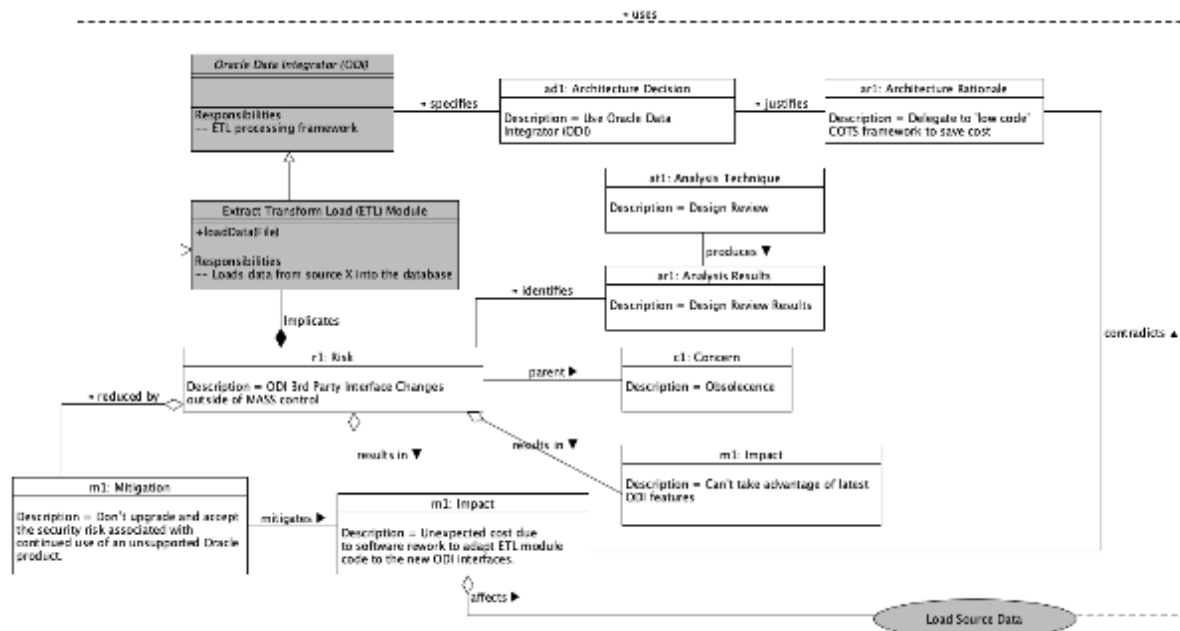 ◂ uses
Oracle Data Integrator (ODI)
Responsibilities
-- ETL processing framework
◂ specifies
ad1: Architecture Decision
Description = Use Oracle Data
Integrator (ODI)
◂ justifies
ar1: Architecture Rationale
Description = Delegate to 'low code'
COTS framework to save cost
at1: Analysis Technique
Description = Design Review
produces ▼
Extract Transform Load (ETL) Module
+loadData(File)
Responsibilities
-- Loads data from source X into the database
ar1: Analysis Results
Description = Design Review Results
◂ identifies
Implicates
contradicts ▲
r1: Risk
Description = ODI 3rd Party Interface Changes
outside of MASS control
parent ▶
c1: Concern
Description = Obsolecence
◂ reduced by
results in ▼
results in ▼
m1: Impact
Description = Can't take advantage of latest
ODI features
m1: Mitigation
Description = Don't upgrade and accept
the security risk associated with
continued use of an unsupported Oracle
product.
mitigates ▶
m1: Impact
Description = Unexpected cost due
to software rework to adapt ETL module
code to the new ODI interfaces.
affects ▶
Load Source Data